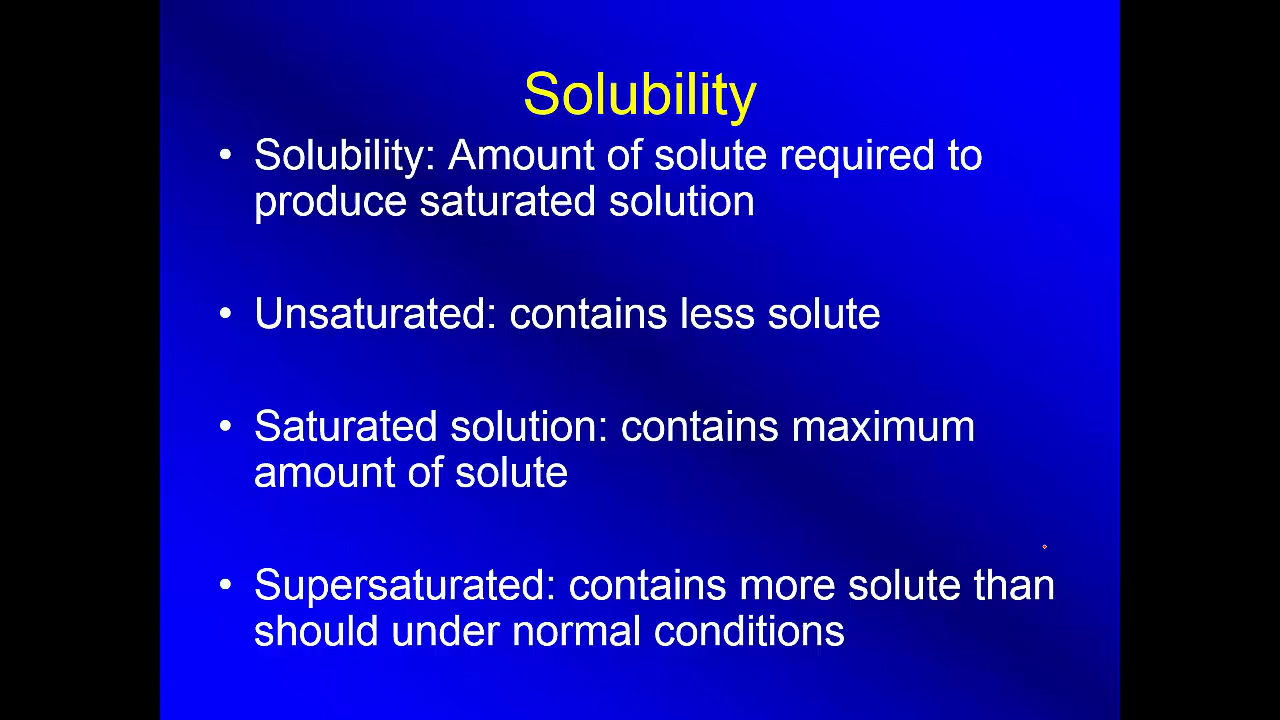 Solubility
• Solubility: Amount of solute required to
produce saturated solution
• Unsaturated: contains less solute
• Saturated solution: contains maximum
amount of solute
• Supersaturated: contains more solute than
should under normal conditions